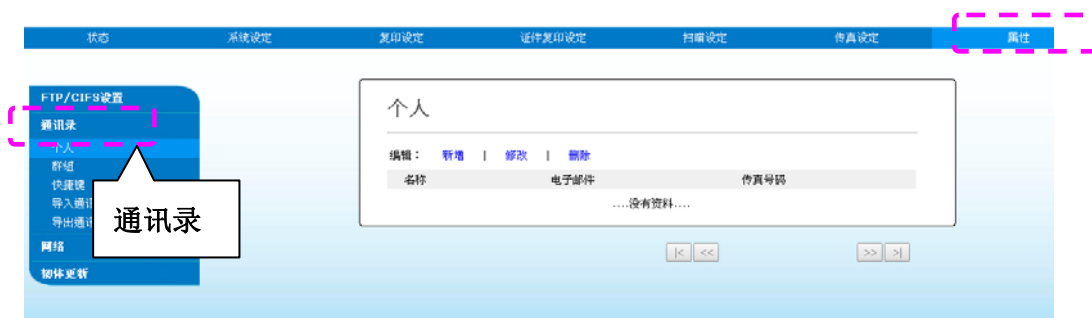 状态 系统设定 复印设定 证件复印设定 扫瞄设定 传真设定 属性
FTP/CIFS设置
通讯录
个人
群组
快捷键
导入通讯
导出通讯
网络
韧体更新
通讯录
个人
编辑： 新增 | 修改 | 删除
名称 电子邮件 传真号码
....没有资料....
|< << >> >|